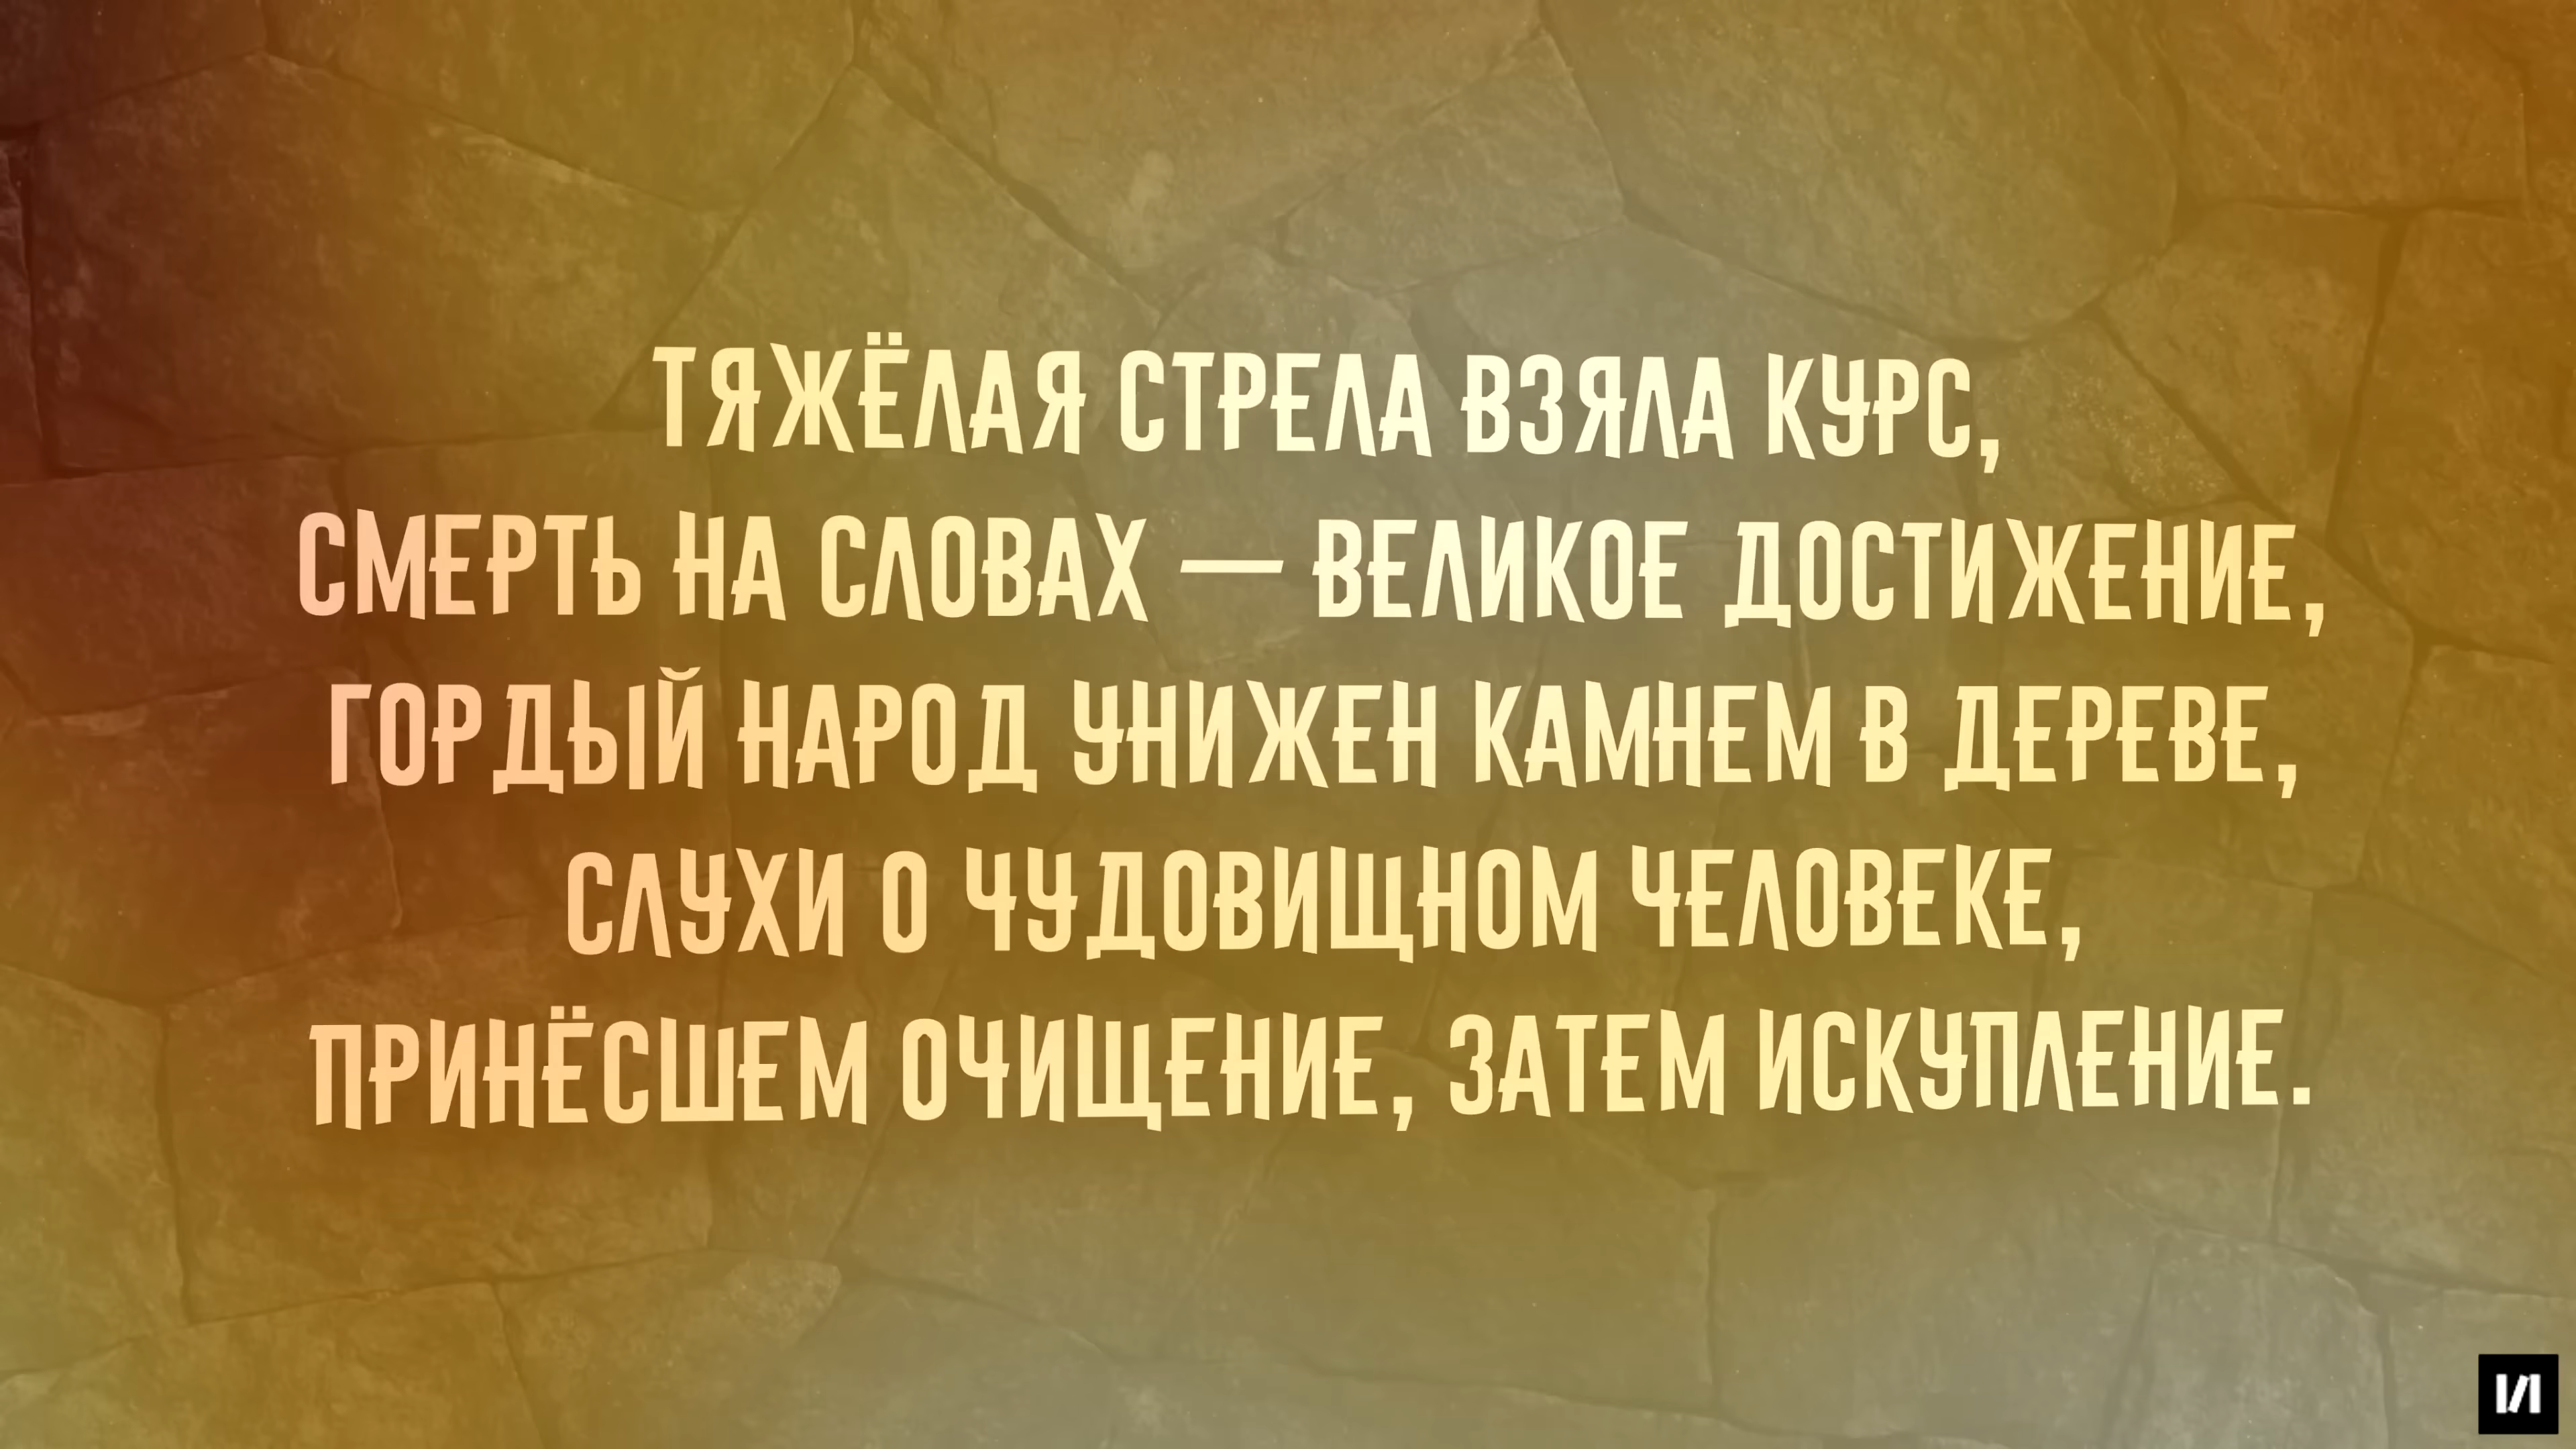 ТЯЖЁЛАЯ СТРЕЛА ВЗЯЛА КУРС,
СМЕРТЬ НА СЛОВАХ — ВЕЛИКОЕ ДОСТИЖЕНИЕ,
ГОРДЫЙ НАРОД УНИЖЕН КАМНЕМ В ДЕРЕВЕ,
СЛУХИ О ЧУДОВИЩНОМ ЧЕЛОВЕКЕ,
ПРИНЁСШЕМ ОЧИЩЕНИЕ, ЗАТЕМ ИСКУПЛЕНИЕ.